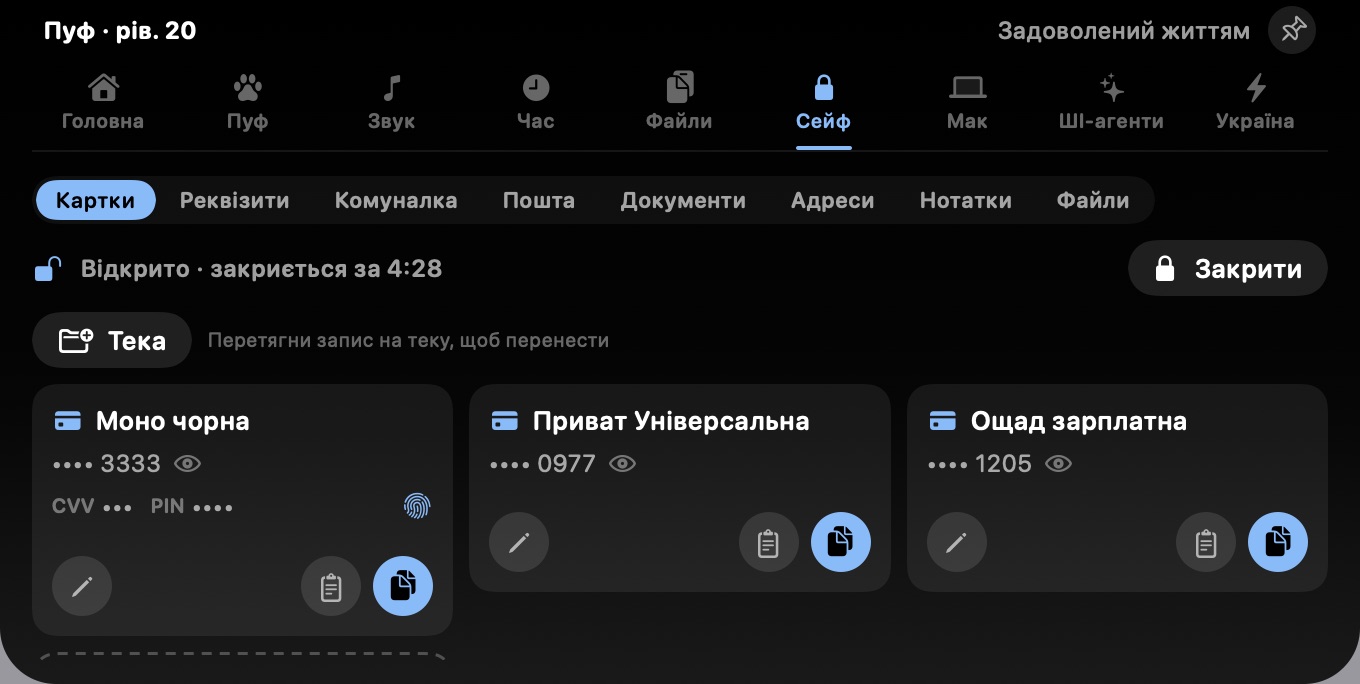 Пуф · рів. 20
Задоволений життям
Головна
Пуф
Звук
Час
Файли
Сейф
Мак
ШІ-агенти
Україна
Картки
Реквізити
Комуналка
Пошта
Документи
Адреси
Нотатки
Файли
Відкрито · закриється за 4:28
Закрити
Тека
Перетягни запис на теку, щоб перенести
Моно чорна
•••• 3333
CVV ••• PIN ••••
Приват Універсальна
•••• 0977
Ощад зарплатна
•••• 1205